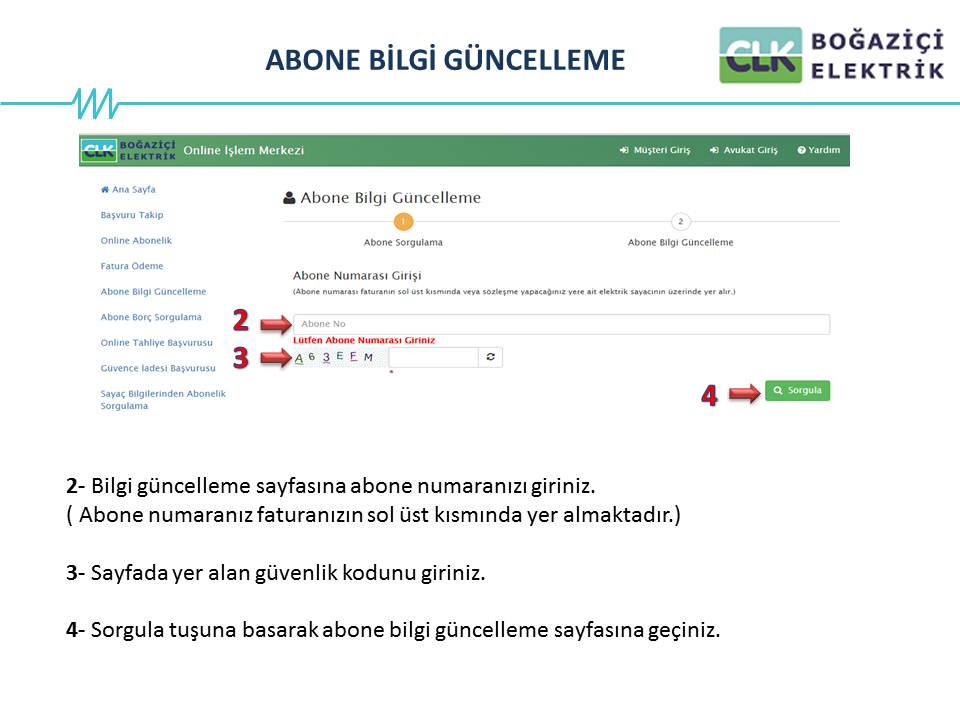 ABONE BİLGİ GÜNCELLEME
CLK BOĞAZİÇİ
ELEKTRİK
CLK BOĞAZİÇİ
ELEKTRİK
Online İşlem Merkezi
Müşteri Giriş
Avukat Giriş
Yardım
Ana Sayfa
Başvuru Takip
Online Abonelik
Fatura Ödeme
Abone Bilgi Güncelleme
Abone Borç Sorgulama
Online Tahliye Başvurusu
Güvence İadesi Başvurusu
Sayaç Bilgilerinden Abonelik
Sorgulama
Abone Bilgi Güncelleme
1
2
Abone Sorgulama
Abone Bilgi Güncelleme
Abone Numarası Girişi
(Abone numarası faturanın sol üst kısmında veya sözleşme yapacağınız yere ait elektrik sayacının üzerinde yer alır.)
2
Abone No
Lütfen Abone Numarası Giriniz
3
A 6 3 E F M
*
4
Sorgula
2- Bilgi güncelleme sayfasına abone numaranızı giriniz.
( Abone numaranız faturanızın sol üst kısmında yer almaktadır.)
3- Sayfada yer alan güvenlik kodunu giriniz.
4- Sorgula tuşuna basarak abone bilgi güncelleme sayfasına geçiniz.